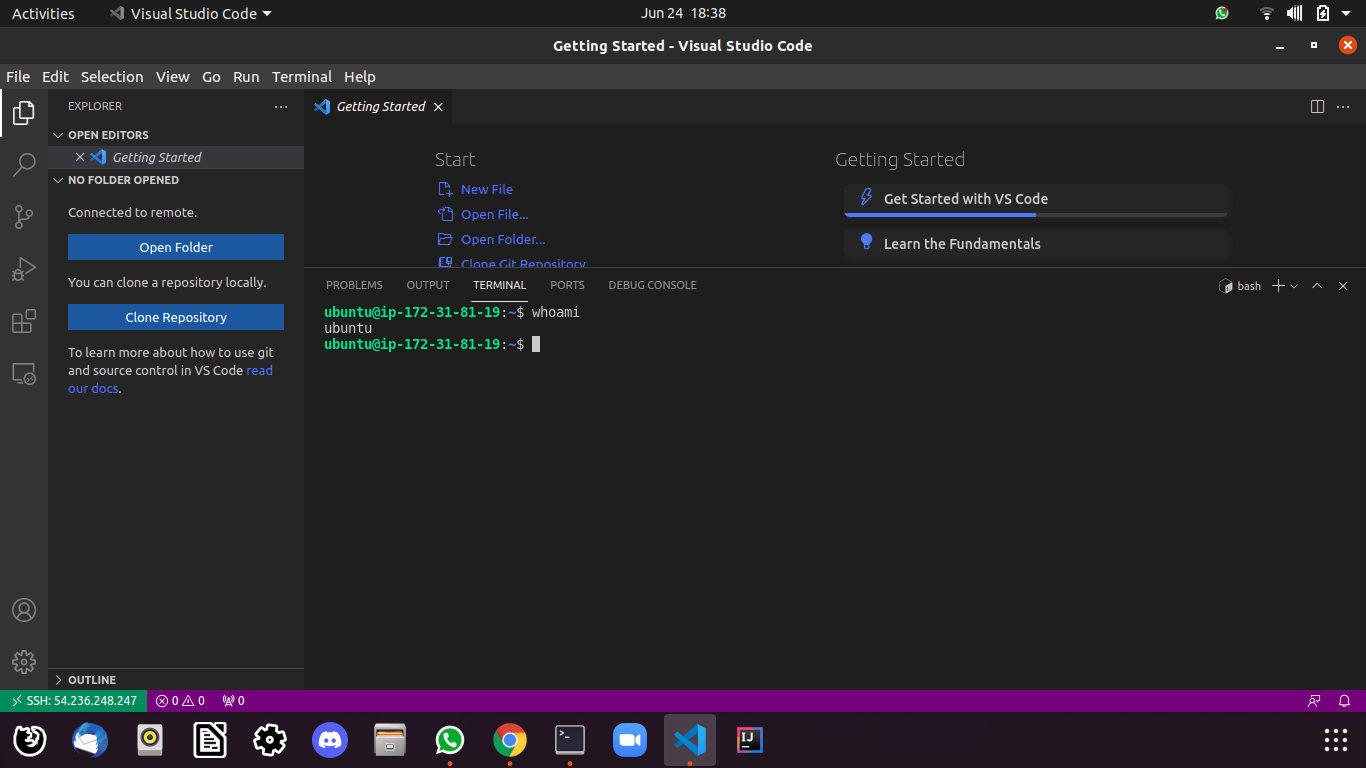 Activities Visual Studio Code Jun 24 18:38
Getting Started - Visual Studio Code
File Edit Selection View Go Run Terminal Help
EXPLORER
OPEN EDITORS
Getting Started
NO FOLDER OPENED
Connected to remote.
Open Folder
You can clone a repository locally.
Clone Repository
To learn more about how to use git
and source control in VS Code read
our docs.
OUTLINE
Getting Started
Start
New File
Open File...
Open Folder...
Clone Git Repository
Getting Started
Get Started with VS Code
Learn the Fundamentals
PROBLEMS OUTPUT TERMINAL PORTS DEBUG CONSOLE bash
ubuntu@ip-172-31-81-19:~$ whoami
ubuntu
ubuntu@ip-172-31-81-19:~$
SSH: 54.236.248.247 0 0 0
IJ